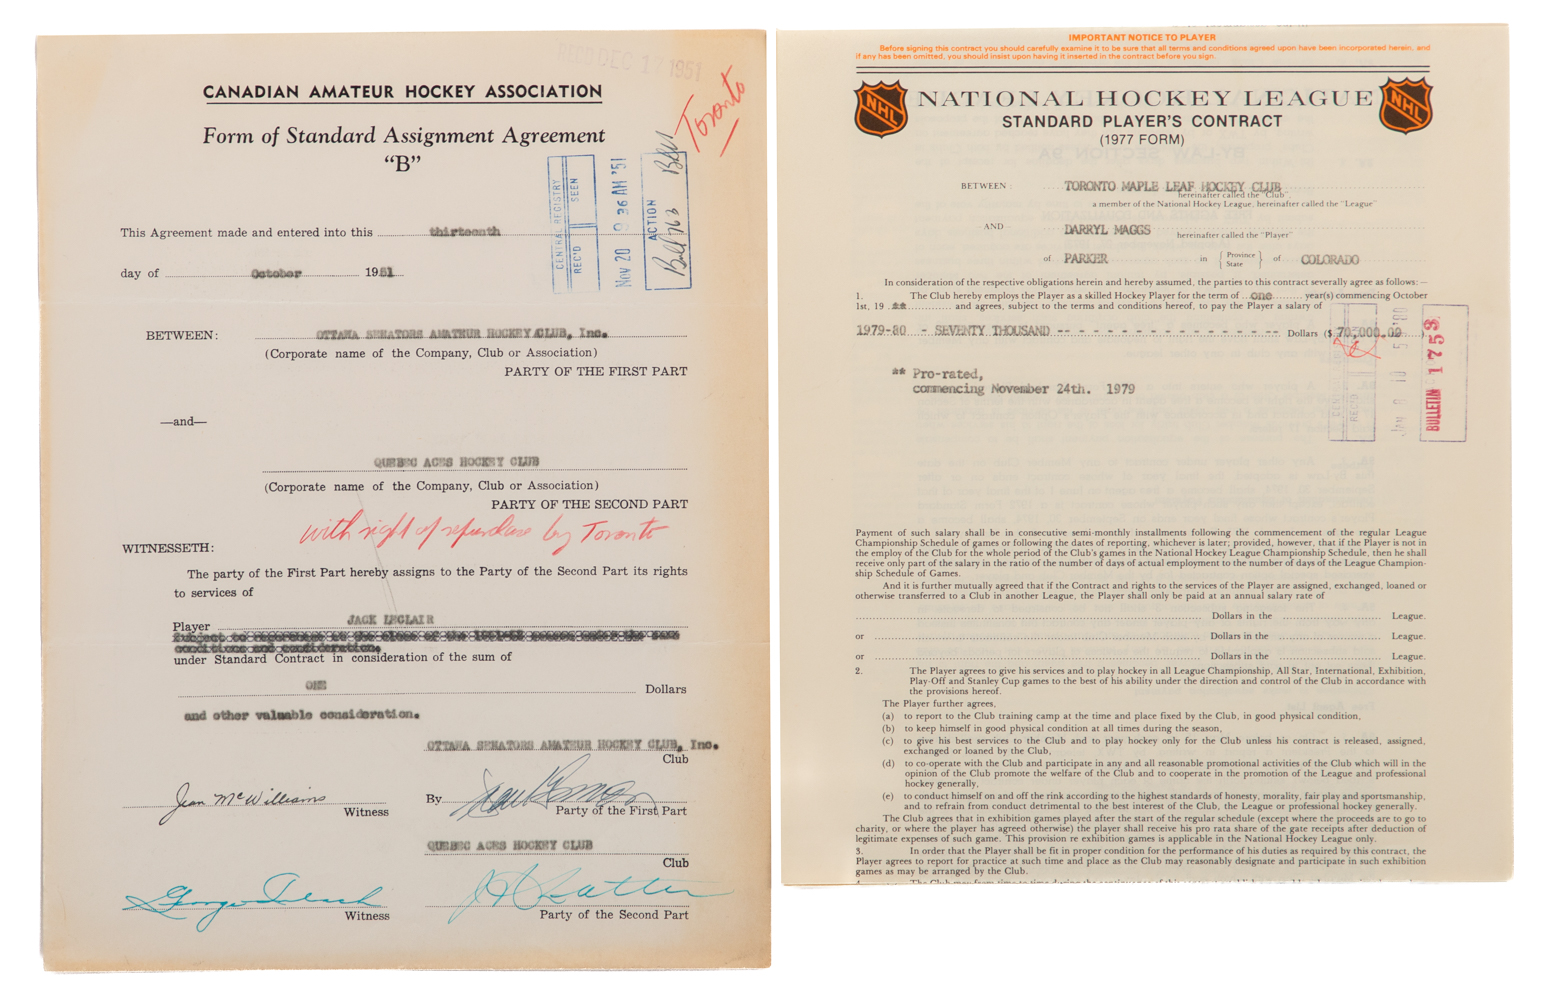 REC'D DEC 17 1951
CANADIAN AMATEUR HOCKEY ASSOCIATION
Toronto
Form of Standard Assignment Agreement
"B"
CENTRAL REGISTRY
REC'D SEEN
Nov 20 9 36 AM '51
ACTION
Bull 763
This Agreement made and entered into this thirteenth
day of October 1951
BETWEEN: OTTAWA SENATORS AMATEUR HOCKEY CLUB, Inc.
(Corporate name of the Company, Club or Association)
PARTY OF THE FIRST PART
—and—
QUEBEC ACES HOCKEY CLUB
(Corporate name of the Company, Club or Association)
PARTY OF THE SECOND PART
with right of repurchase by Toronto
WITNESSETH:
The party of the First Part hereby assigns to the Party of the Second Part its rights
to services of
Player JACK LECLAIR
Subject to repurchase at the close of the 1951-52 season under the same
conditions and consideration.
under Standard Contract in consideration of the sum of
ONE Dollars
and other valuable consideration.
OTTAWA SENATORS AMATEUR HOCKEY CLUB, Inc.
Club
Jean McWilliams By
Witness Party of the First Part
QUEBEC ACES HOCKEY CLUB
Club
George
Witness Party of the Second Part
IMPORTANT NOTICE TO PLAYER
Before signing this contract you should carefully examine it to be sure that all terms and conditions agreed upon have been incorporated herein, and
if any has been omitted, you should insist upon having it inserted in the contract before you sign.
NHL NATIONAL HOCKEY LEAGUE NHL
STANDARD PLAYER'S CONTRACT
(1977 FORM)
BETWEEN: TORONTO MAPLE LEAF HOCKEY CLUB
hereinafter called the "Club"
a member of the National Hockey League, hereinafter called the "League"
AND DARRYL MAGGS hereinafter called the "Player"
of PARKER in { Province State } of COLORADO
In consideration of the respective obligations herein and hereby assumed, the parties to this contract severally agree as follows:—
1. The Club hereby employs the Player as a skilled Hockey Player for the term of one year(s) commencing October
1st, 19 ** and agrees, subject to the terms and conditions hereof, to pay the Player a salary of
1979-80 - SEVENTY THOUSAND - - - - - - - - - - - - - - - Dollars ($ 70,000.00 )
** Pro-rated,
commencing November 24th. 1979
CENTRAL
REC'D
JAN 8 10 5 '80
BULLETIN 1753
Payment of such salary shall be in consecutive semi-monthly installments following the commencement of the regular League
Championship Schedule of games or following the dates of reporting, whichever is later; provided, however, that if the Player is not in
the employ of the Club for the whole period of the Club's games in the National Hockey League Championship Schedule, then he shall
receive only part of the salary in the ratio of the number of days of actual employment to the number of days of the League Champion-
ship Schedule of Games.
And it is further mutually agreed that if the Contract and rights to the services of the Player are assigned, exchanged, loaned or
otherwise transferred to a Club in another League, the Player shall only be paid at an annual salary rate of
Dollars in the League.
or Dollars in the League.
or Dollars in the League.
2. The Player agrees to give his services and to play hockey in all League Championship, All Star, International, Exhibition,
Play-Off and Stanley Cup games to the best of his ability under the direction and control of the Club in accordance with
the provisions hereof.
The Player further agrees,
(a) to report to the Club training camp at the time and place fixed by the Club, in good physical condition,
(b) to keep himself in good physical condition at all times during the season,
(c) to give his best services to the Club and to play hockey only for the Club unless his contract is released, assigned,
exchanged or loaned by the Club,
(d) to co-operate with the Club and participate in any and all reasonable promotional activities of the Club which will in the
opinion of the Club promote the welfare of the Club and to cooperate in the promotion of the League and professional
hockey generally,
(e) to conduct himself on and off the rink according to the highest standards of honesty, morality, fair play and sportsmanship,
and to refrain from conduct detrimental to the best interest of the Club, the League or professional hockey generally.
The Club agrees that in exhibition games played after the start of the regular schedule (except where the proceeds are to go to
charity, or where the player has agreed otherwise) the player shall receive his pro rata share of the gate receipts after deduction of
legitimate expenses of such game. This provision re exhibition games is applicable in the National Hockey League only.
3. In order that the Player shall be fit in proper condition for the performance of his duties as required by this contract, the
Player agrees to report for practice at such time and place as the Club may reasonably designate and participate in such exhibition
games as may be arranged by the Club.